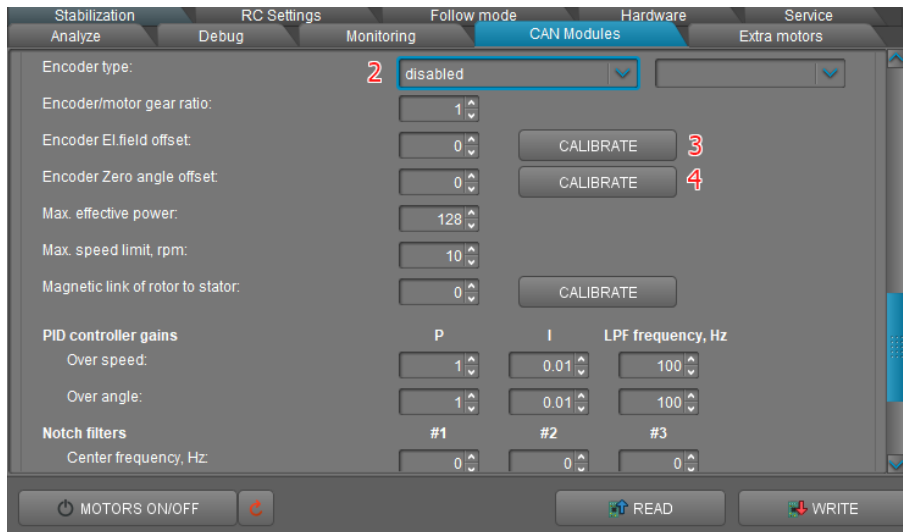 Stabilization RC Settings Follow mode Hardware Service
Analyze Debug Monitoring CAN Modules Extra motors
Encoder type: 2 disabled
Encoder/motor gear ratio: 1
Encoder El.field offset: 0 CALIBRATE 3
Encoder Zero angle offset: 0 CALIBRATE 4
Max. effective power: 128
Max. speed limit, rpm: 10
Magnetic link of rotor to stator: 0 CALIBRATE
PID controller gains P I LPF frequency, Hz
Over speed: 1 0.01 100
Over angle: 1 0.01 100
Notch filters #1 #2 #3
Center frequency, Hz: 0 0 0
MOTORS ON/OFF READ WRITE